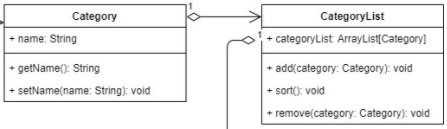 Category
+ name: String
+ getName(): String
+ setName(name: String): void
1
CategoryList
1
+ categoryList: ArrayList[Category]
+ add(category: Category): void
+ sort(): void
+ remove(category: Category): void